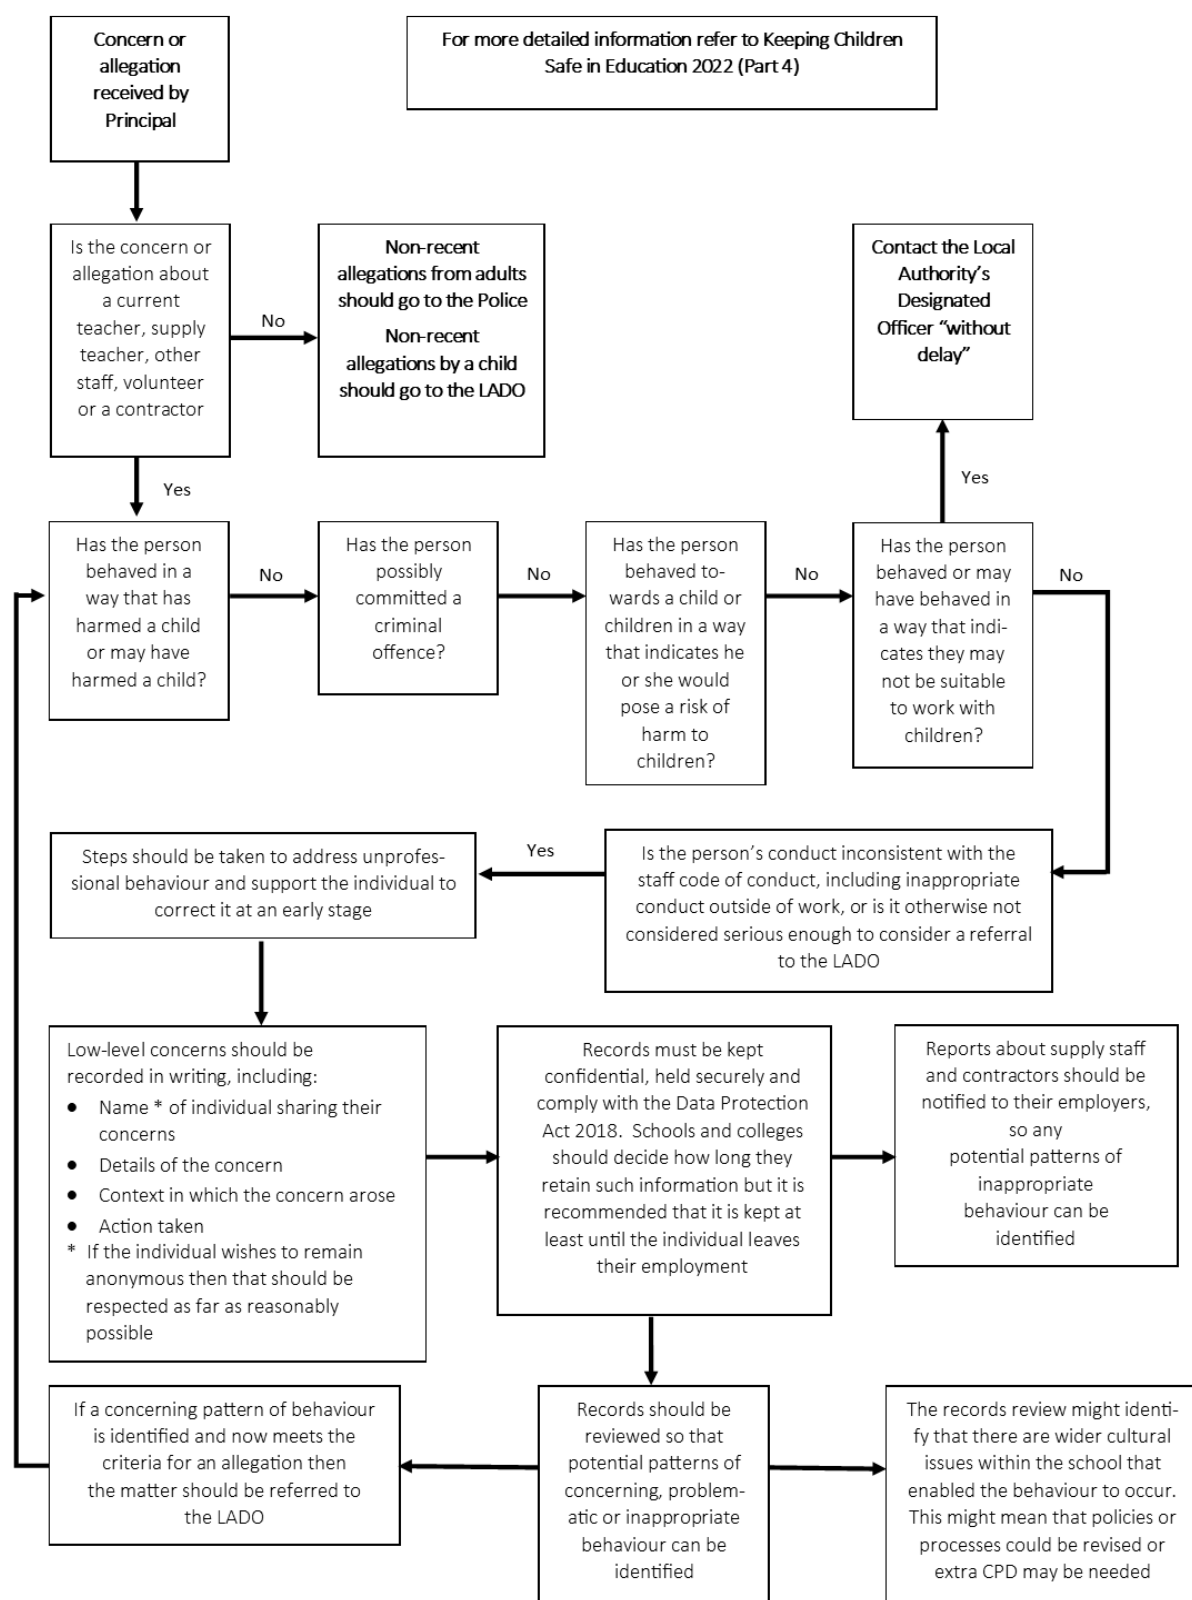 Concern or
allegation
received by
Principal
For more detailed information refer to Keeping Children
Safe in Education 2022 (Part 4)
Is the concern or
allegation about
a current
teacher, supply
teacher, other
staff, volunteer
or a contractor
No
Non-recent
allegations from adults
should go to the Police
Non-recent
allegations by a child
should go to the LADO
Contact the Local
Authority’s
Designated
Officer “without
delay”
Yes
Yes
Has the person
behaved in a
way that has
harmed a child
or may have
harmed a child?
No
Has the person
possibly
committed a
criminal
offence?
No
Has the person
behaved to-
wards a child or
children in a way
that indicates he
or she would
pose a risk of
harm to
children?
No
Has the person
behaved or may
have behaved in
a way that indi-
cates they may
not be suitable
to work with
children?
No
Steps should be taken to address unprofes-
sional behaviour and support the individual to
correct it at an early stage
Yes
Is the person’s conduct inconsistent with the
staff code of conduct, including inappropriate
conduct outside of work, or is it otherwise not
considered serious enough to consider a referral
to the LADO
Low-level concerns should be
recorded in writing, including:
● Name * of individual sharing their
concerns
● Details of the concern
● Context in which the concern arose
● Action taken
* If the individual wishes to remain
anonymous then that should be
respected as far as reasonably
possible
Records must be kept
confidential, held securely and
comply with the Data Protection
Act 2018. Schools and colleges
should decide how long they
retain such information but it is
recommended that it is kept at
least until the individual leaves
their employment
Reports about supply staff
and contractors should be
notified to their employers,
so any
potential patterns of
inappropriate
behaviour can be
identified
If a concerning pattern of behaviour
is identified and now meets the
criteria for an allegation then
the matter should be referred to
the LADO
Records should be
reviewed so that
potential patterns of
concerning, problem-
atic or inappropriate
behaviour can be
identified
The records review might identi-
fy that there are wider cultural
issues within the school that
enabled the behaviour to occur.
This might mean that policies or
processes could be revised or
extra CPD may be needed